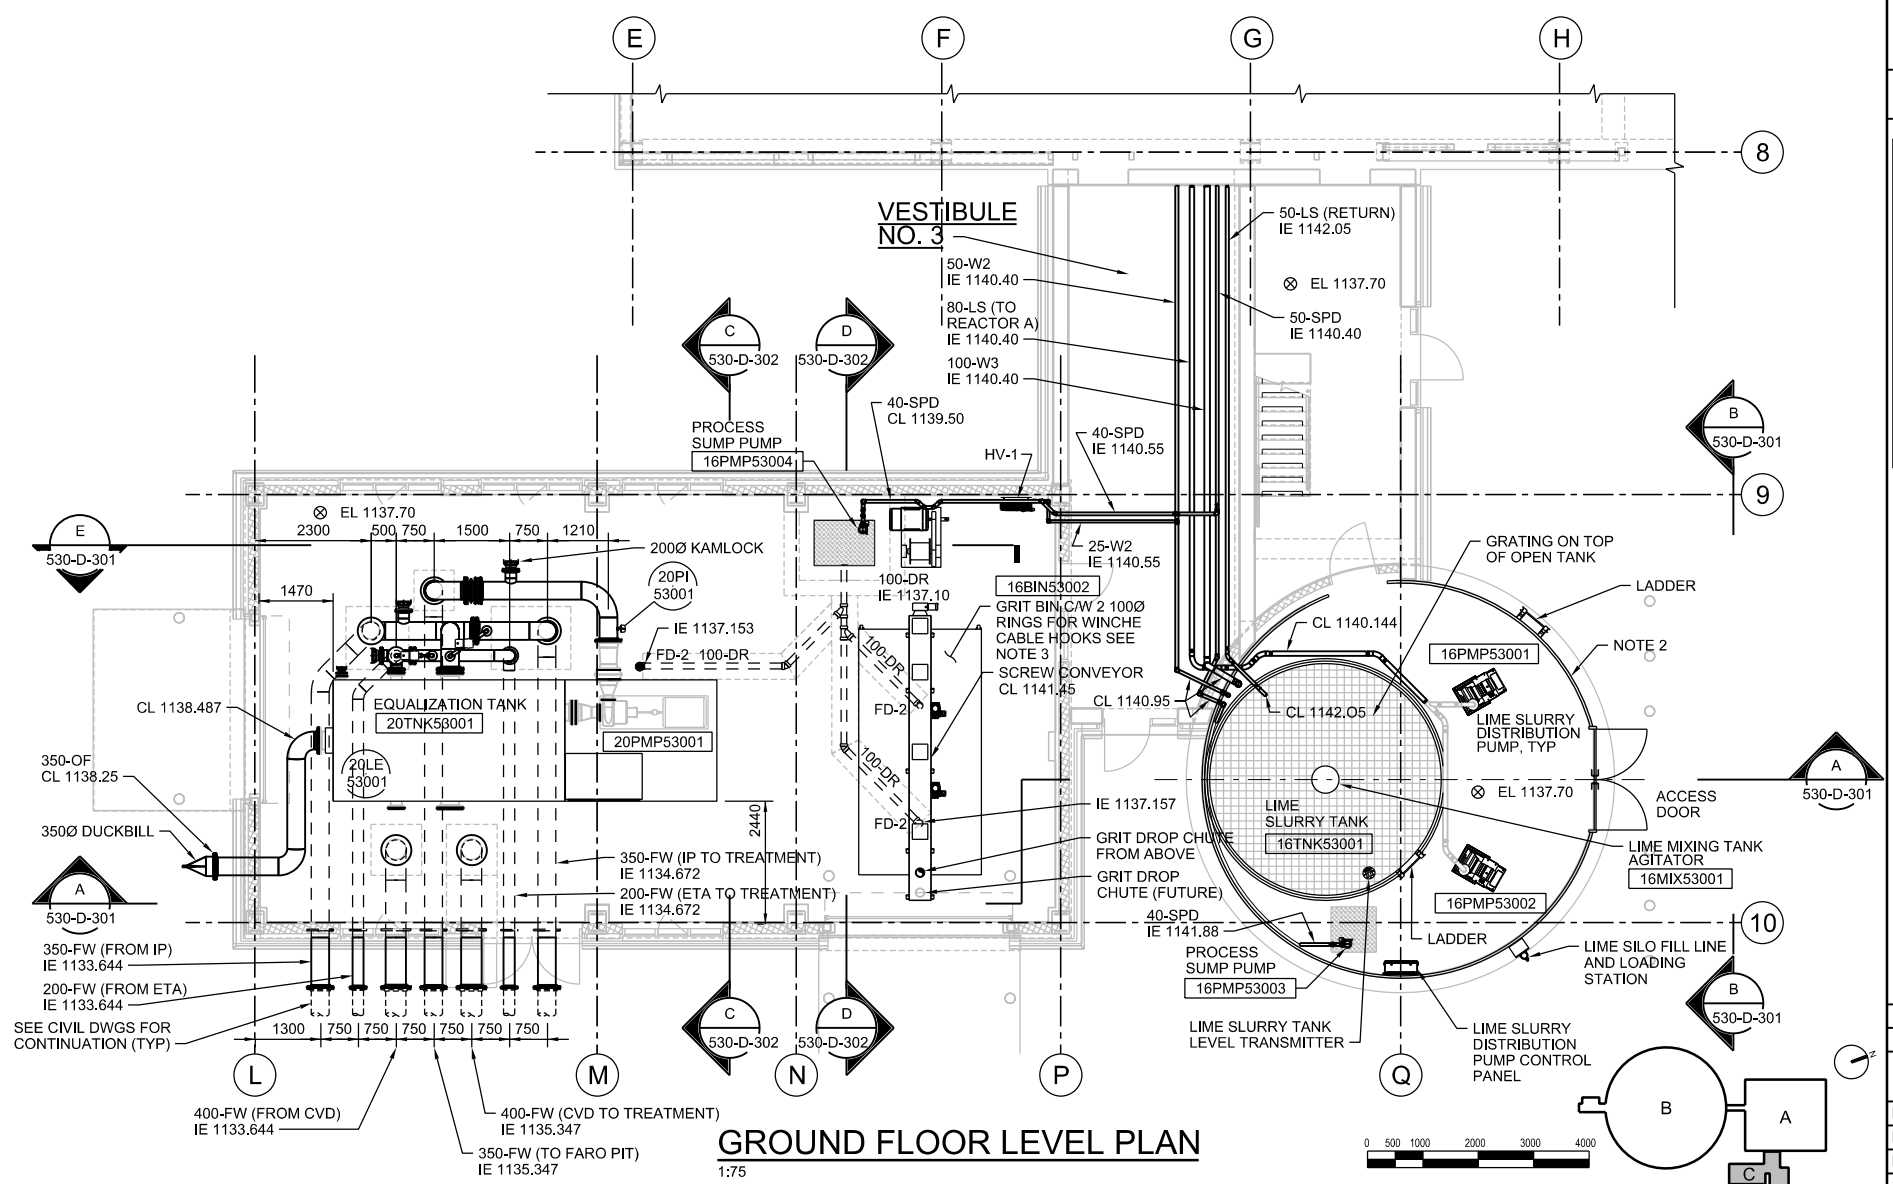 E
F
G
H
8
VESTIBULE
NO. 3
50-LS (RETURN)
IE 1142.05
50-W2
IE 1140.40
EL 1137.70
80-LS (TO
REACTOR A)
IE 1140.40
50-SPD
IE 1140.40
100-W3
IE 1140.40
C
530-D-302
D
530-D-302
40-SPD
CL 1139.50
B
530-D-301
PROCESS
SUMP PUMP
16PMP53004
HV-1
40-SPD
IE 1140.55
9
EL 1137.70
2300
500
750
1500
750
1210
E
530-D-301
200Ø KAMLOCK
25-W2
IE 1140.55
GRATING ON TOP
OF OPEN TANK
1470
20PI
53001
100-DR
IE 1137.10
16BIN53002
GRIT BIN C/W 2 100Ø
RINGS FOR WINCHE
CABLE HOOKS SEE
NOTE 3
LADDER
IE 1137.153
CL 1140.144
NOTE 2
FD-2
100-DR
100-DR
16PMP53001
SCREW CONVEYOR
CL 1141.45
CL 1138.487
EQUALIZATION TANK
20TNK53001
FD-2
CL 1140.95
CL 1142.O5
LIME SLURRY
DISTRIBUTION
PUMP, TYP
20PMP53001
350-OF
CL 1138.25
20LE
53001
100-DR
A
530-D-301
EL 1137.70
ACCESS
DOOR
IE 1137.157
LIME
SLURRY TANK
16TNK53001
350Ø DUCKBILL
2440
FD-2
GRIT DROP CHUTE
FROM ABOVE
LIME MIXING TANK
AGITATOR
16MIX53001
350-FW (IP TO TREATMENT)
IE 1134.672
GRIT DROP
CHUTE (FUTURE)
A
530-D-301
200-FW (ETA TO TREATMENT)
IE 1134.672
16PMP53002
40-SPD
IE 1141.88
10
350-FW (FROM IP)
IE 1133.644
LADDER
LIME SILO FILL LINE
AND LOADING
STATION
PROCESS
SUMP PUMP
16PMP53003
200-FW (FROM ETA)
IE 1133.644
B
530-D-301
SEE CIVIL DWGS FOR
CONTINUATION (TYP)
1300
750
750
750
750
750
750
C
530-D-302
D
530-D-302
LIME SLURRY TANK
LEVEL TRANSMITTER
LIME SLURRY
DISTRIBUTION
PUMP CONTROL
PANEL
L
M
N
P
Q
N
400-FW (FROM CVD)
IE 1133.644
400-FW (CVD TO TREATMENT)
IE 1135.347
350-FW (TO FARO PIT)
IE 1135.347
GROUND FLOOR LEVEL PLAN
1:75
0 500 1000 2000 3000 4000
B
A
C